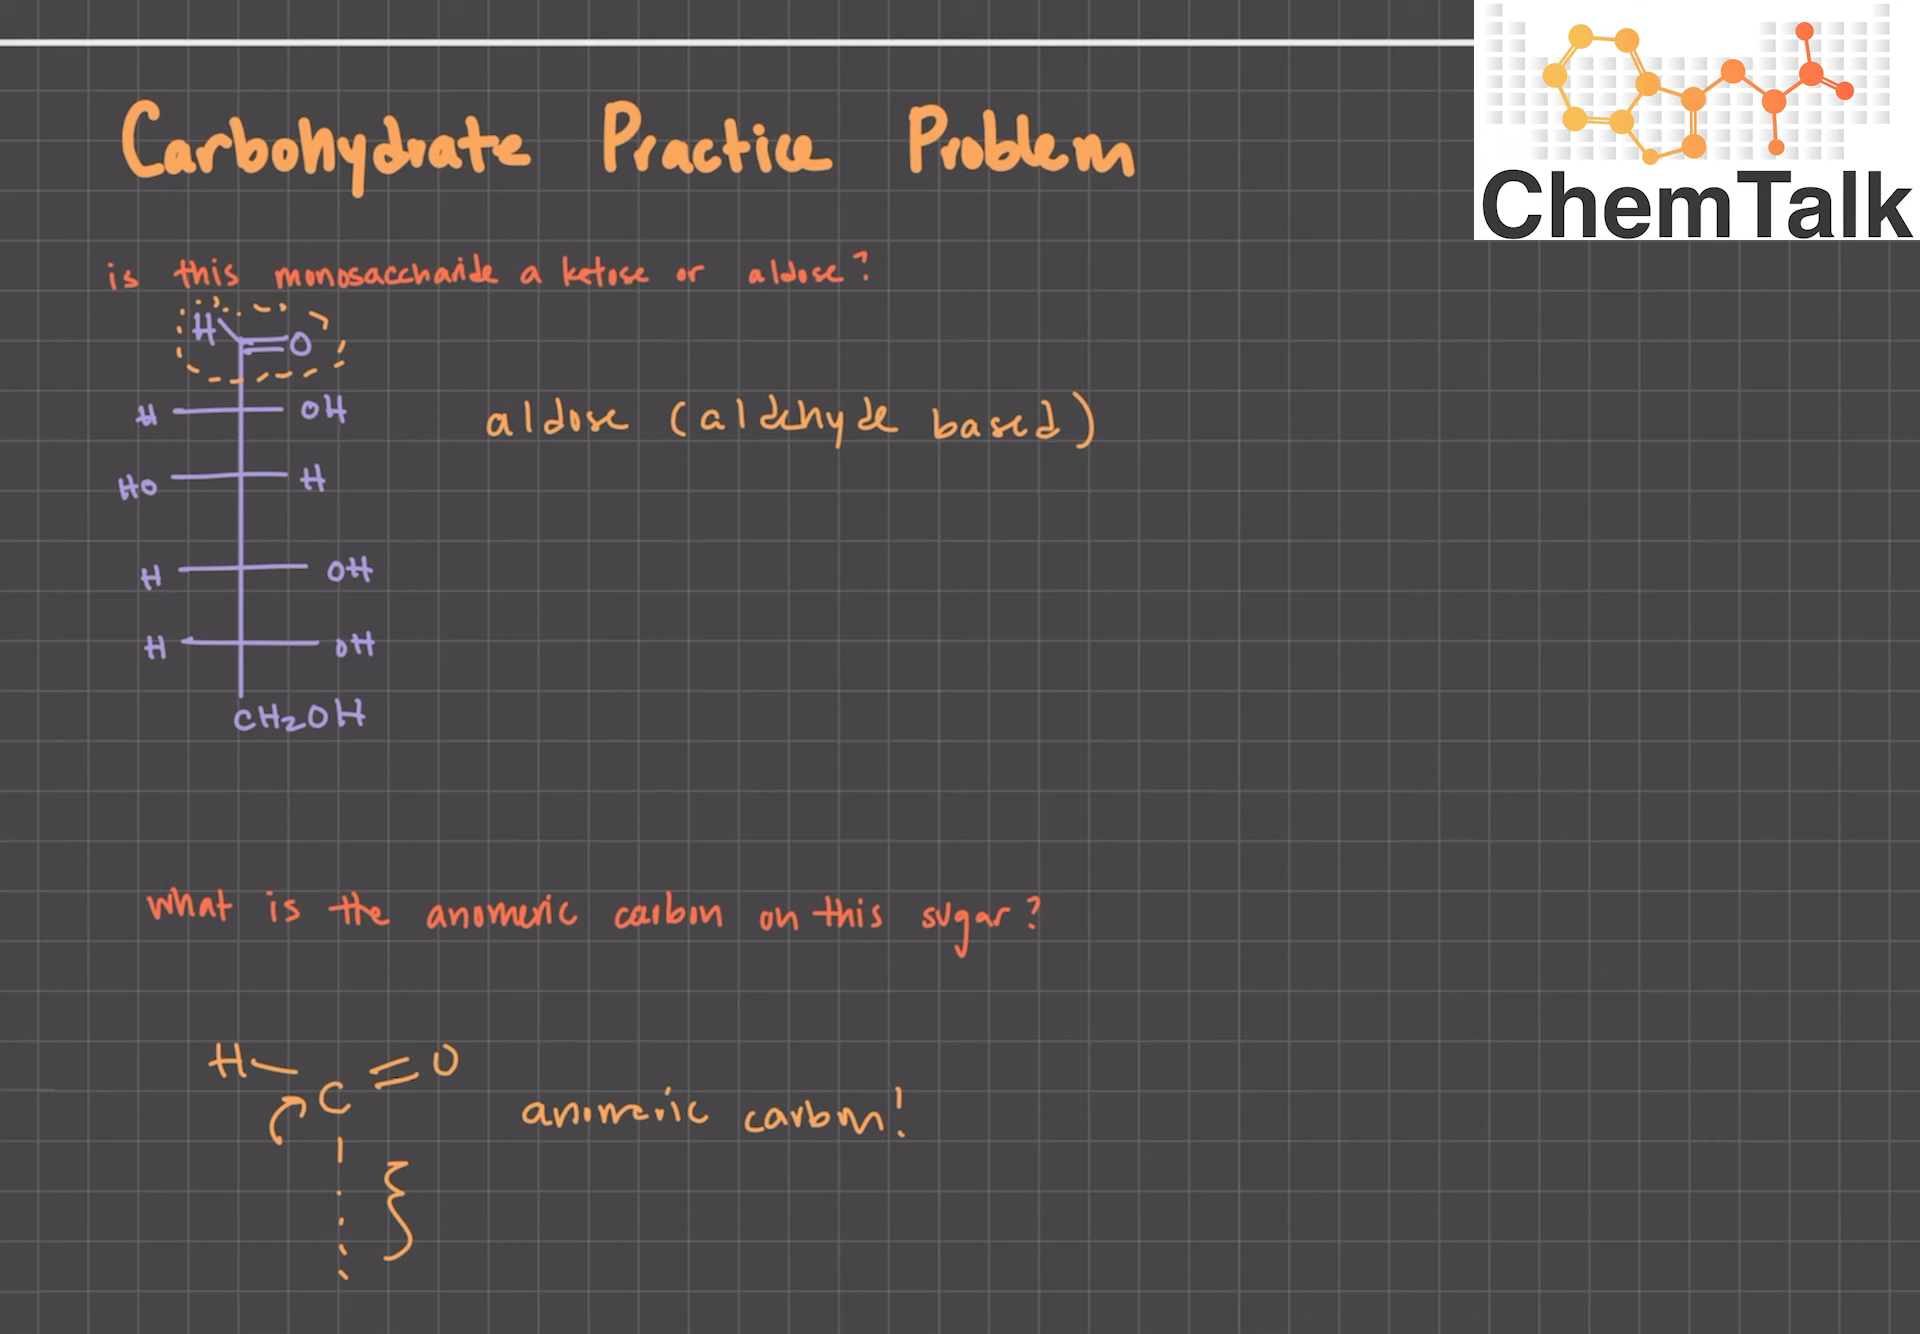 ChemTalk
Carbohydrate Practice Problem
is this monosaccharide a ketose or aldose?
H O
H OH
HO H
H OH
H OH
CH₂OH
aldose (aldehyde based)
what is the anomeric carbon on this sugar?
H C = O
anomeric carbon!